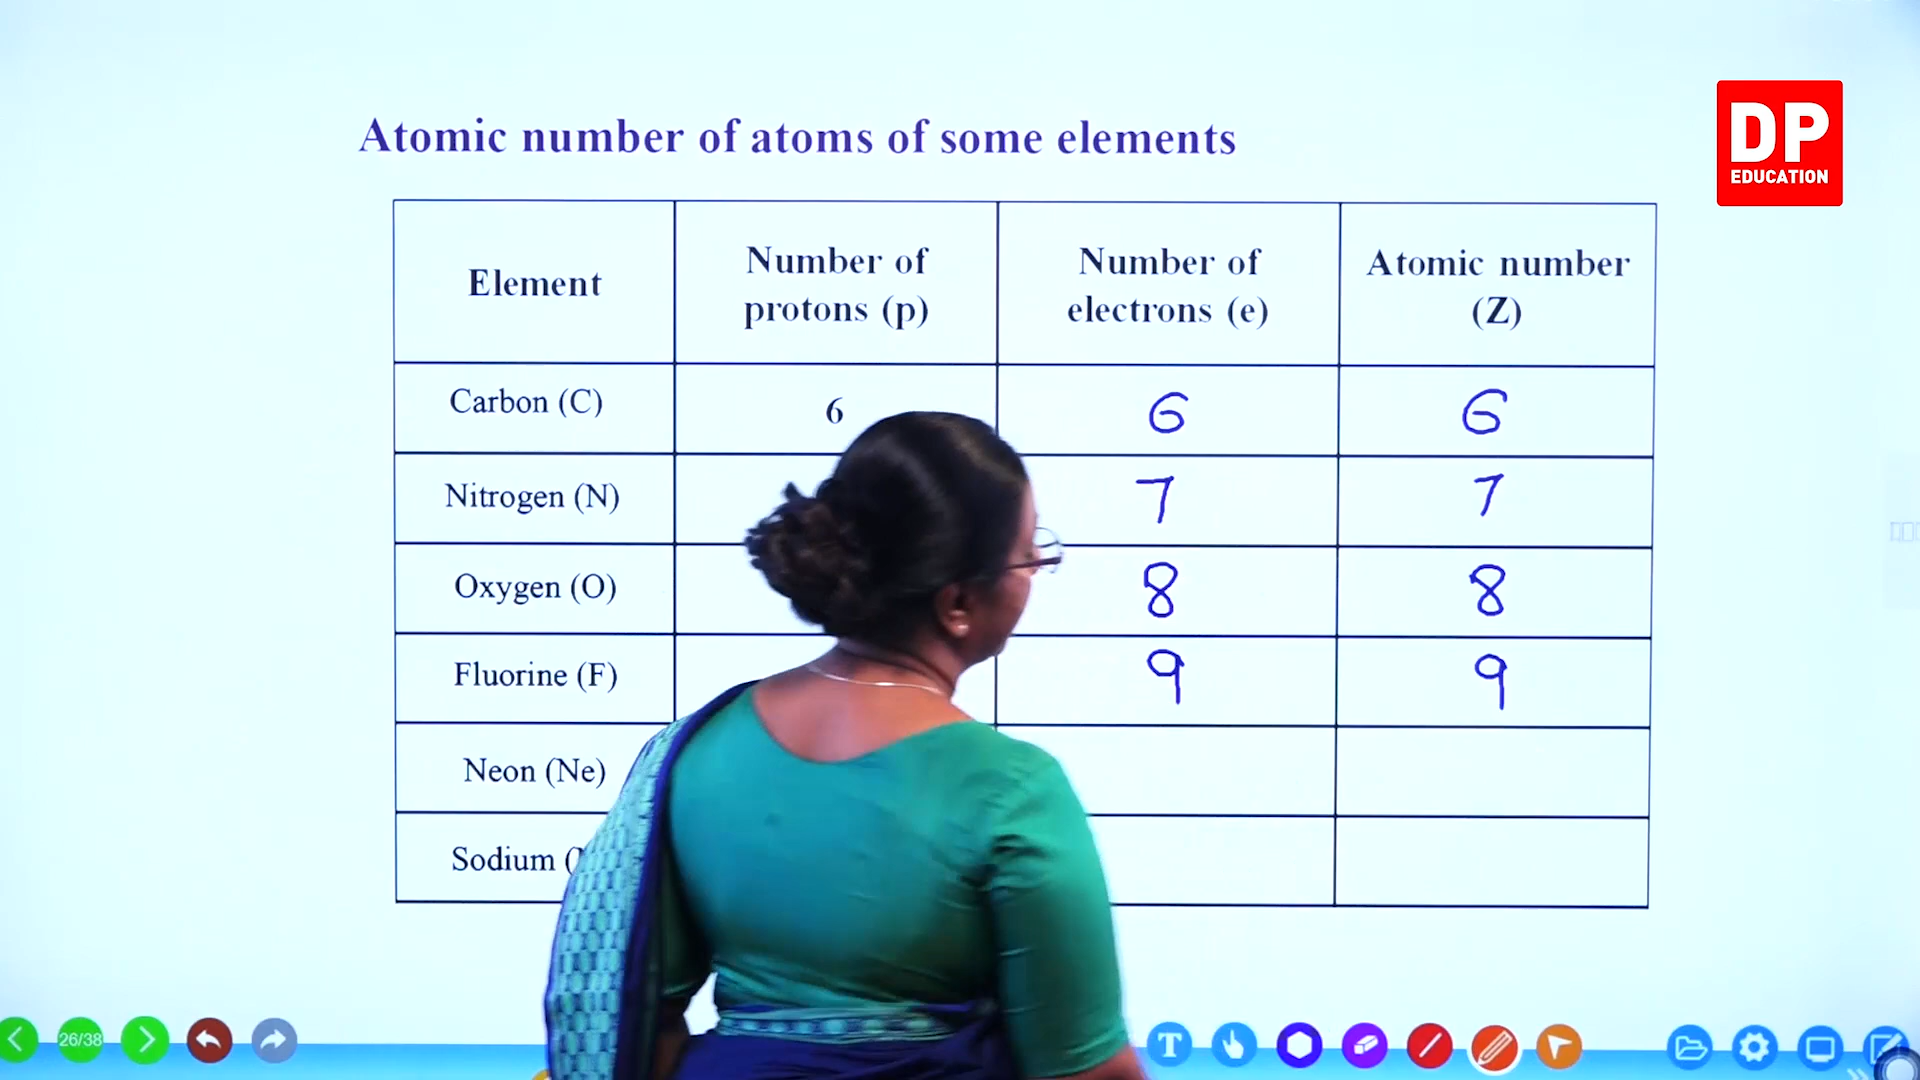 DP
EDUCATION
Atomic number of atoms of some elements
Element
Number of
protons (p)
Number of
electrons (e)
Atomic number
(Z)
Carbon (C) 6 6 6
Nitrogen (N) 7 7
Oxygen (O) 8 8
Fluorine (F) 9 9
Neon (Ne)
Sodium (
26/38
T